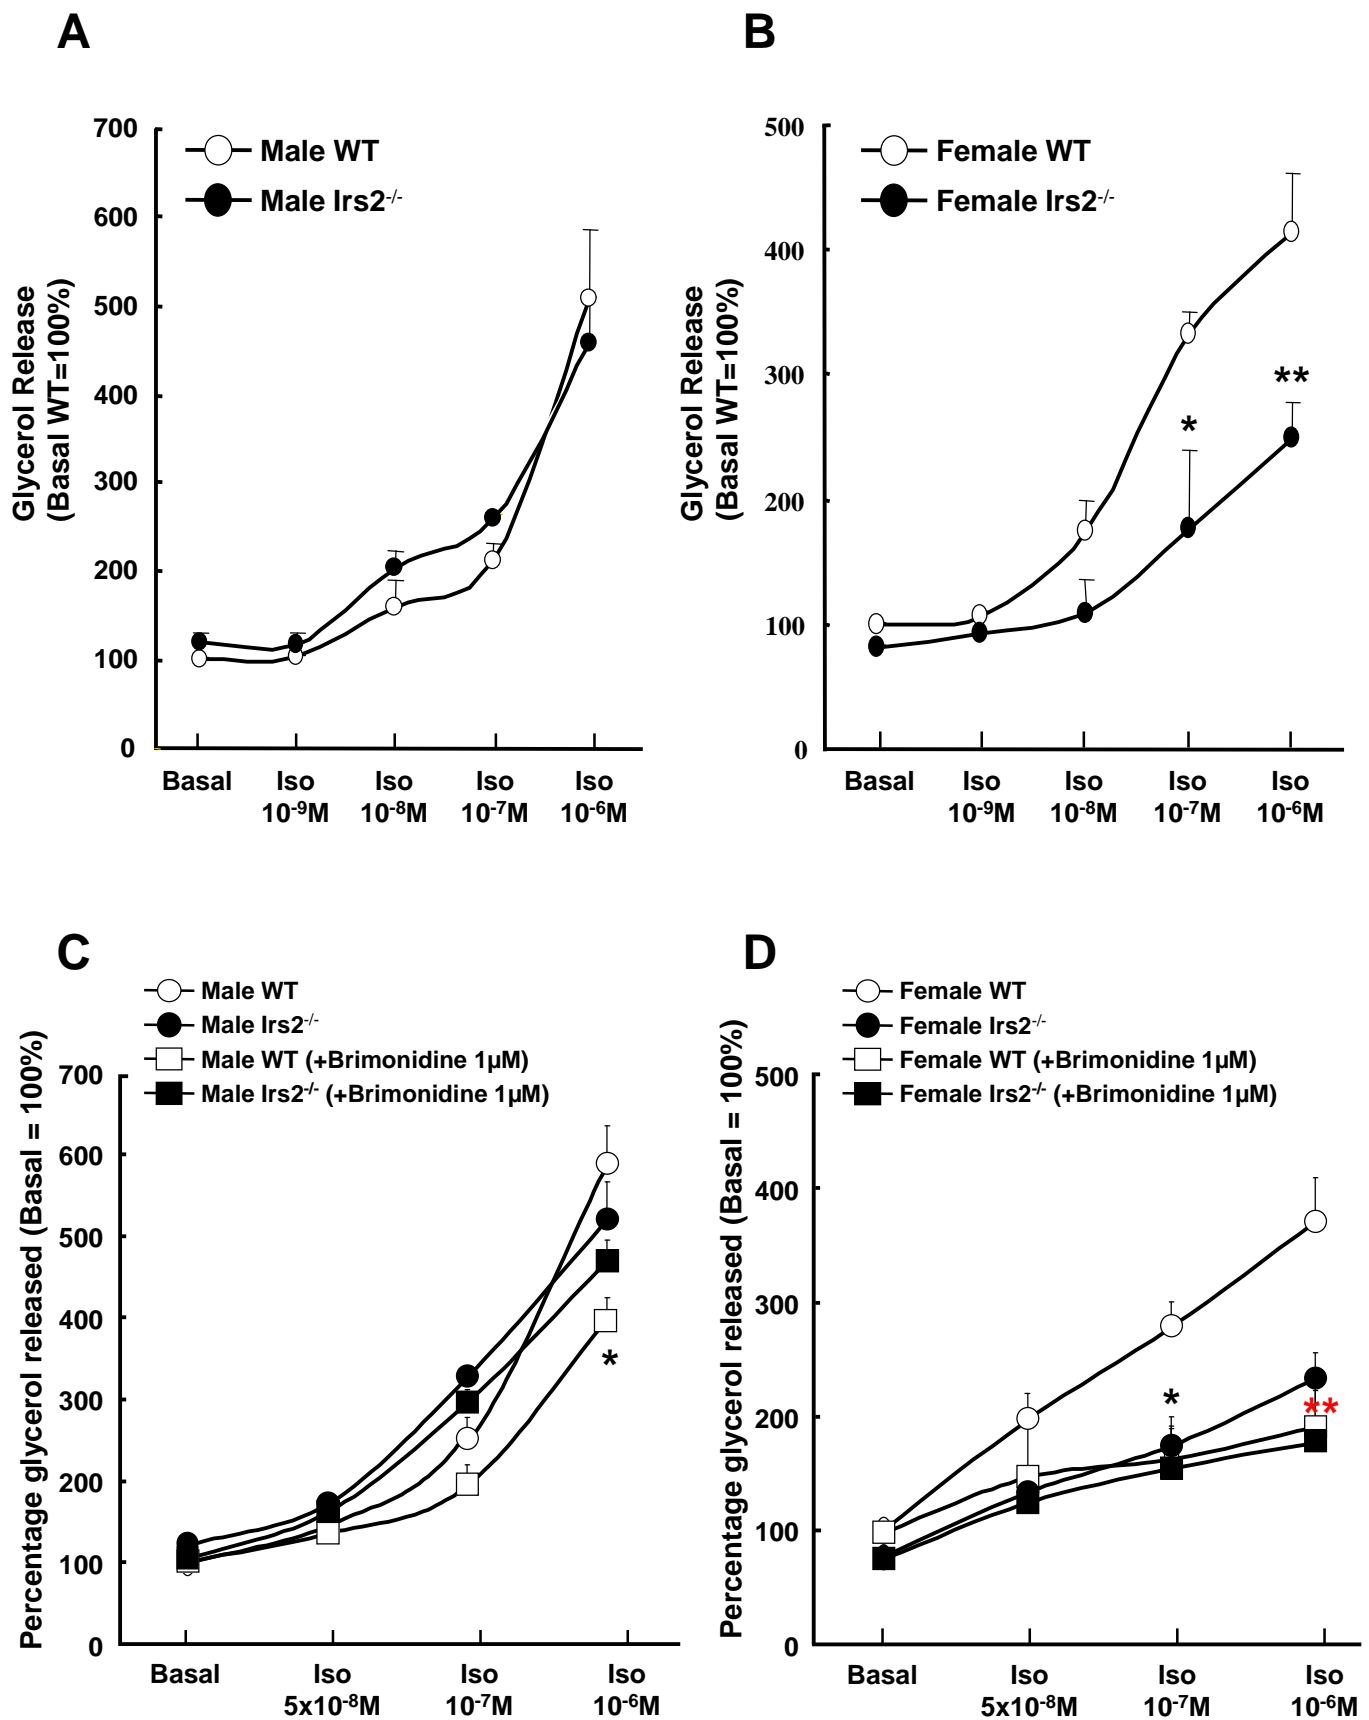 A
Glycerol Release
(Basal WT=100%)
700
600
500
400
300
200
100
0
Male WT
Male Irs2-/-
Basal
Iso
10-9M
Iso
10-8M
Iso
10-7M
Iso
10-6M
B
Glycerol Release
(Basal WT=100%)
500
400
300
200
100
0
Female WT
Female Irs2-/-
*
**
Basal
Iso
10-9M
Iso
10-8M
Iso
10-7M
Iso
10-6M
C
Male WT
Male Irs2-/-
Male WT (+Brimonidine 1µM)
Male Irs2-/- (+Brimonidine 1µM)
Percentage glycerol released (Basal = 100%)
700
600
500
400
300
200
100
0
*
Basal
Iso
5x10-8M
Iso
10-7M
Iso
10-6M
D
Female WT
Female Irs2-/-
Female WT (+Brimonidine 1µM)
Female Irs2-/- (+Brimonidine 1µM)
Percentage glycerol released (Basal = 100%)
500
400
300
200
100
0
*
**
Basal
Iso
5x10-8M
Iso
10-7M
Iso
10-6M